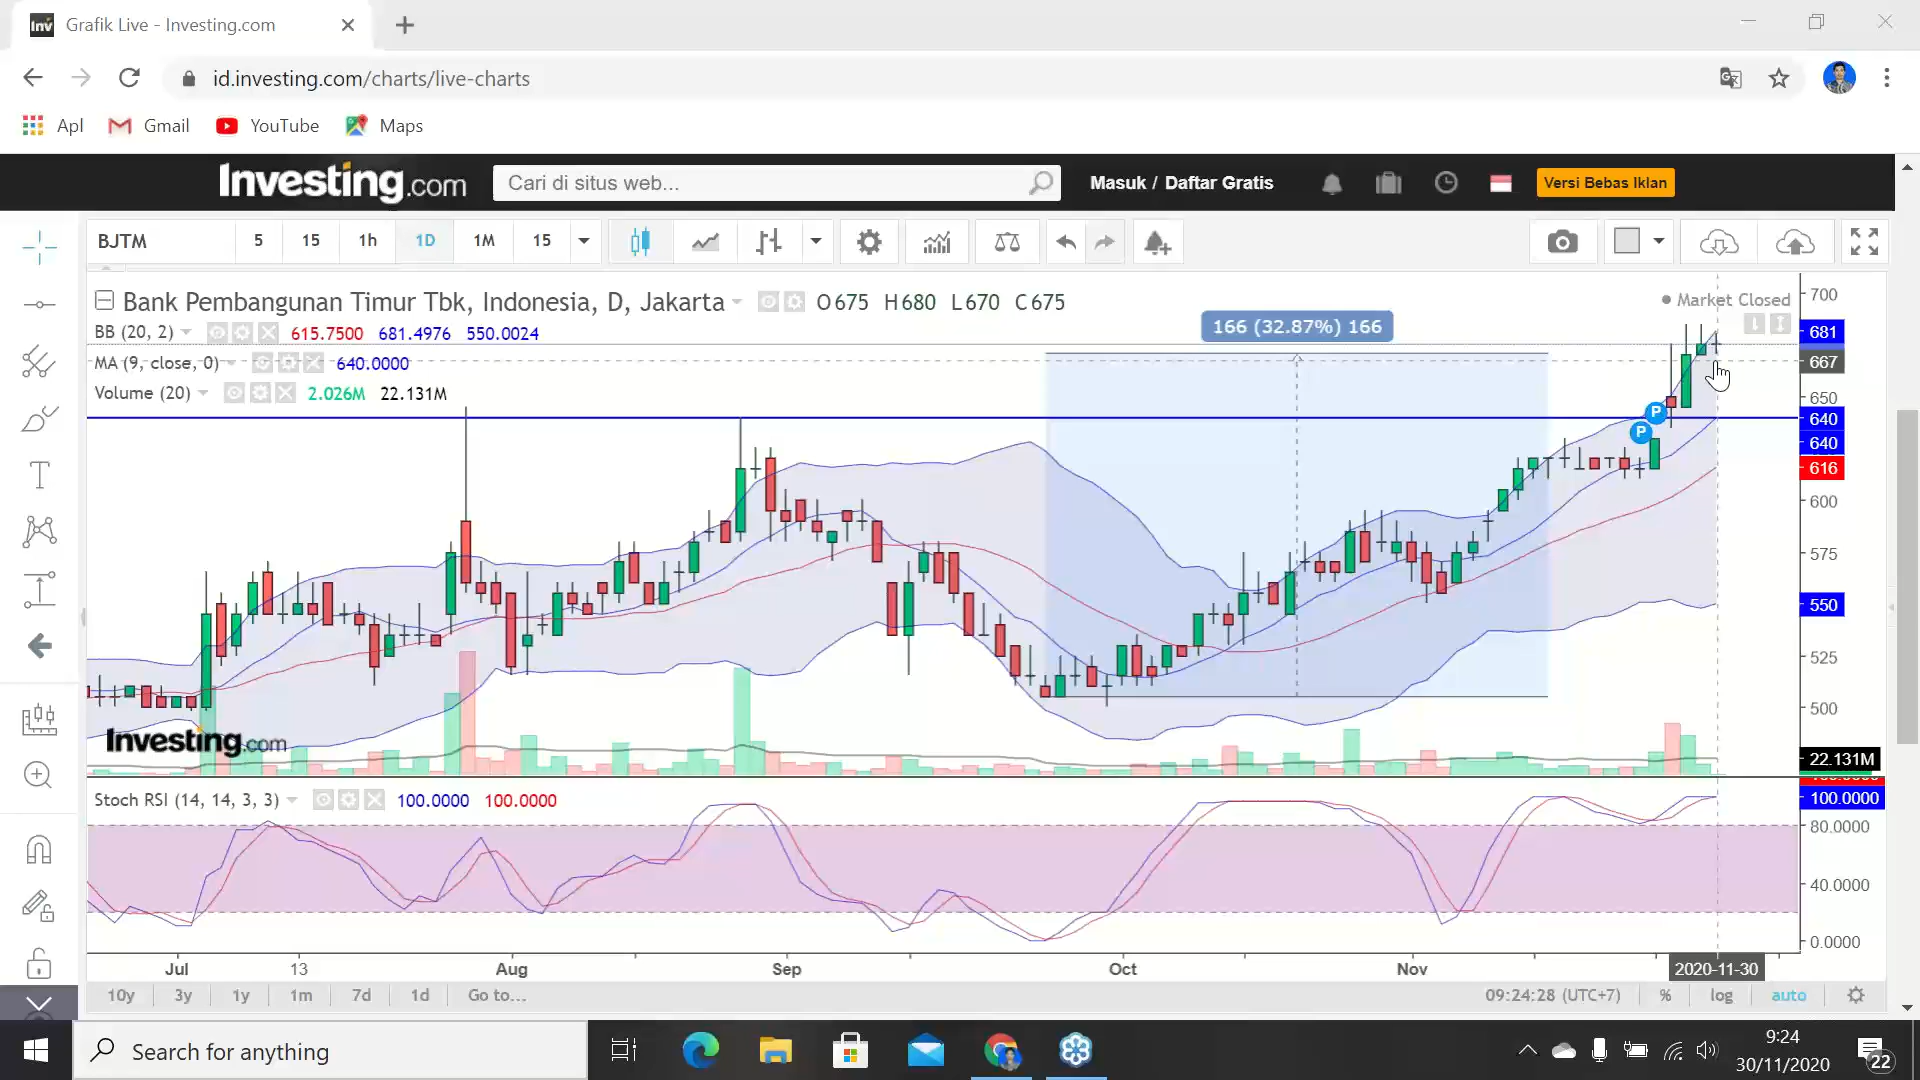 Inv Grafik Live - Investing.com
id.investing.com/charts/live-charts
Apl Gmail YouTube Maps
Investing.com Cari di situs web... Masuk / Daftar Gratis Versi Bebas Iklan
BJTM 5 15 1h 1D 1M 15
Bank Pembangunan Timur Tbk, Indonesia, D, Jakarta O675 H680 L670 C675
Market Closed
BB (20, 2) 615.7500 681.4976 550.0024
MA (9, close, 0) 640.0000
Volume (20) 2.026M 22.131M
166 (32.87%) 166
P
P
700
681
667
650
640
640
616
600
575
550
525
500
22.131M
Investing.com
Stoch RSI (14, 14, 3, 3) 100.0000 100.0000
100.0000
80.0000
40.0000
0.0000
Jul 13 Aug Sep Oct Nov 2020-11-30
10y 3y 1y 1m 7d 1d Go to... 09:24:28 (UTC+7) % log auto
Search for anything
9:24
30/11/2020
22